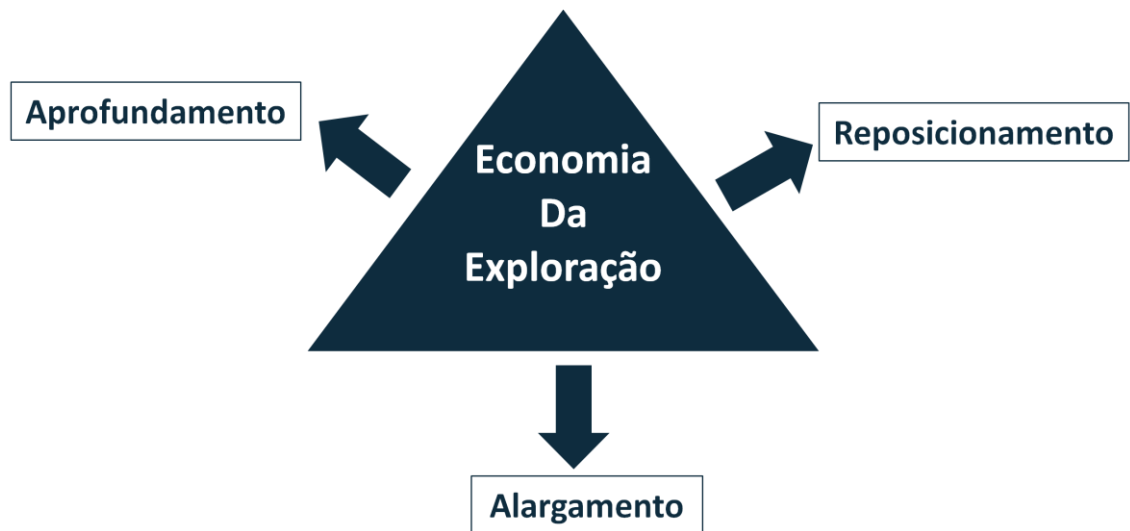 Aprofundamento
Reposicionamento
Economia
Da
Exploração
Alargamento